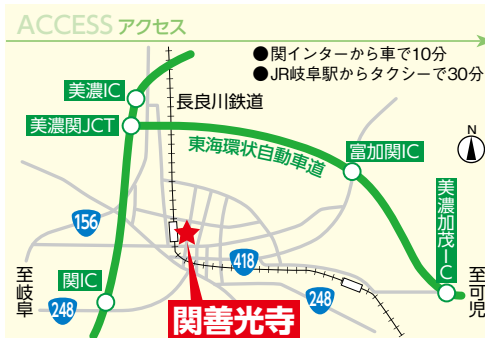 ACCESS アクセス
●関インターから車で10分
●JR岐阜駅からタクシーで30分
美濃IC
長良川鉄道
美濃関JCT
東海環状自動車道
富加関IC
N
美濃加茂IC
156
418
至岐阜
関IC
248
関善光寺
248
至可児